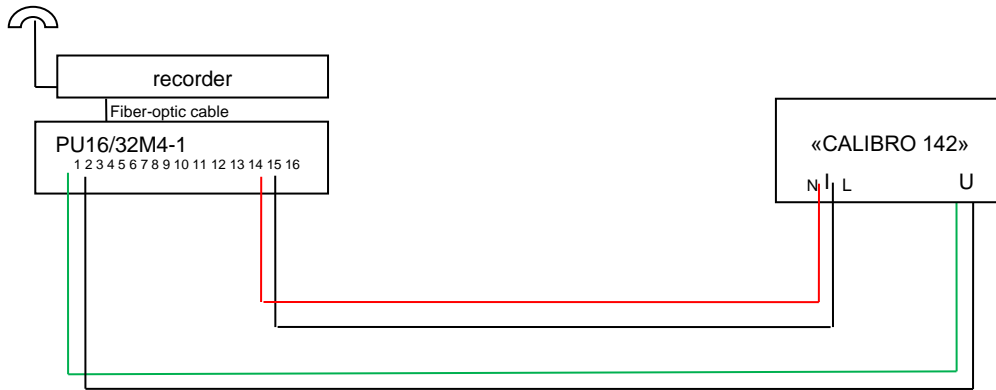 recorder
Fiber-optic cable
PU16/32M4-1
1 2 3 4 5 6 7 8 9 10 11 12 13 14 15 16
«CALIBRO 142»
N I L
U